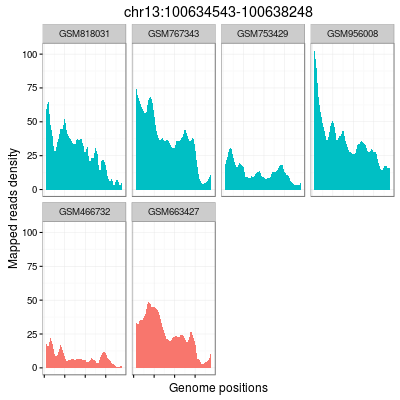 chr13:100634543-100638248
GSM818031 GSM767343 GSM753429 GSM956008
100
75
50
25
0
GSM466732 GSM663427
100
75
50
25
0
Mapped reads density
Genome positions